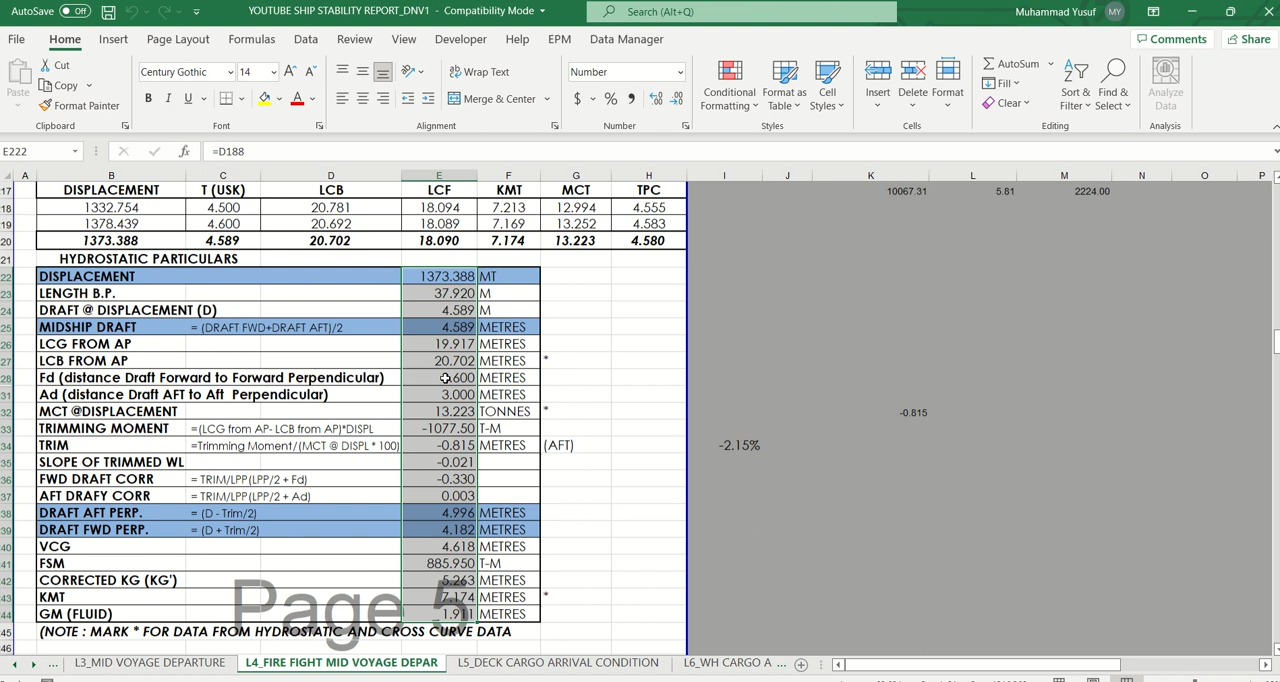 AutoSave Off YOUTUBE SHIP STABILITY REPORT_DNV1 - Compatibility Mode Search (Alt+Q) Muhammad Yusuf MY
File Home Insert Page Layout Formulas Data Review View Developer Help EPM Data Manager Comments Share
Cut Century Gothic 14 Wrap Text Number AutoSum
Copy Fill
Paste Format Painter Merge & Center Conditional Formatting Format as Table Cell Styles Insert Delete Format Clear Sort & Filter Find & Select Analyze Data
Clipboard Font Alignment Number Styles Cells Editing Analysis
E222 fx =D188
A B C D E F G H I J K L M N O P
17 DISPLACEMENT T (USK) LCB LCF KMT MCT TPC 10067.31 5.81 2224.00
18 1332.754 4.500 20.781 18.094 7.213 12.994 4.555
19 1378.439 4.600 20.692 18.089 7.169 13.252 4.583
20 1373.388 4.589 20.702 18.090 7.174 13.223 4.580
21 HYDROSTATIC PARTICULARS
22 DISPLACEMENT 1373.388 MT
23 LENGTH B.P. 37.920 M
24 DRAFT @ DISPLACEMENT (D) 4.589 M
25 MIDSHIP DRAFT = (DRAFT FWD+DRAFT AFT)/2 4.589 METRES
26 LCG FROM AP 19.917 METRES
27 LCB FROM AP 20.702 METRES *
28 Fd (distance Draft Forward to Forward Perpendicular) .600 METRES
31 Ad (distance Draft AFT to Aft Perpendicular) 3.000 METRES
32 MCT @DISPLACEMENT 13.223 TONNES * -0.815
33 TRIMMING MOMENT =(LCG from AP- LCB from AP)*DISPL -1077.50 T-M
34 TRIM =Trimming Moment/(MCT @ DISPL * 100) -0.815 METRES (AFT) -2.15%
35 SLOPE OF TRIMMED WL -0.021
36 FWD DRAFT CORR = TRIM/LPP(LPP/2 + Fd) -0.330
37 AFT DRAFY CORR = TRIM/LPP(LPP/2 + Ad) 0.003
38 DRAFT AFT PERP. = (D - Trim/2) 4.996 METRES
39 DRAFT FWD PERP. = (D + Trim/2) 4.182 METRES
40 VCG 4.618 METRES
41 FSM 885.950 T-M
42 CORRECTED KG (KG') 5.263 METRES
43 KMT 7.174 METRES *
44 GM (FLUID) 1.911 METRES
Page 5
45 (NOTE : MARK * FOR DATA FROM HYDROSTATIC AND CROSS CURVE DATA
46
... L3_MID VOYAGE DEPARTURE L4_FIRE FIGHT MID VOYAGE DEPAR L5_DECK CARGO ARRIVAL CONDITION L6_WH CARGO A ...